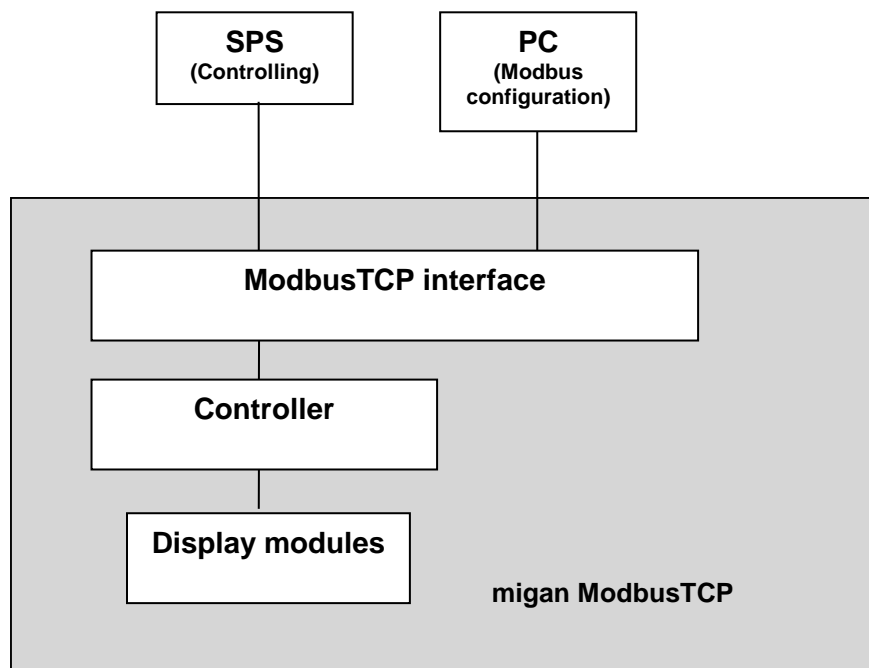 SPS
(Controlling)
PC
(Modbus
configuration)
ModbusTCP interface
Controller
Display modules
migan ModbusTCP